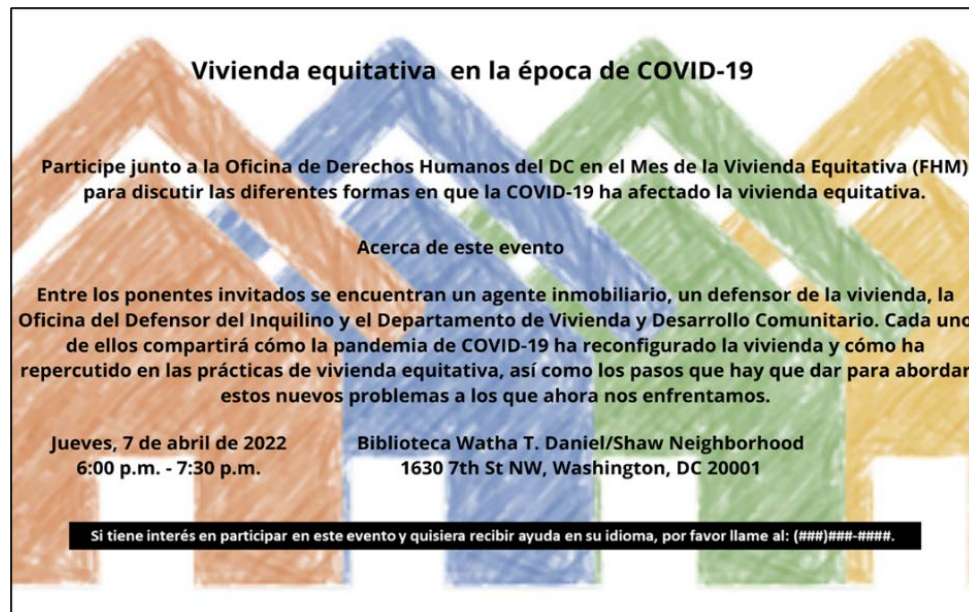 Vivienda equitativa en la época de COVID-19
Participe junto a la Oficina de Derechos Humanos del DC en el Mes de la Vivienda Equitativa (FHM)
para discutir las diferentes formas en que la COVID-19 ha afectado la vivienda equitativa.
Acerca de este evento
Entre los ponentes invitados se encuentran un agente inmobiliario, un defensor de la vivienda, la
Oficina del Defensor del Inquilino y el Departamento de Vivienda y Desarrollo Comunitario. Cada uno
de ellos compartirá cómo la pandemia de COVID-19 ha reconfigurado la vivienda y cómo ha
repercutido en las prácticas de vivienda equitativa, así como los pasos que hay que dar para abordar
estos nuevos problemas a los que ahora nos enfrentamos.
Jueves, 7 de abril de 2022
6:00 p.m. - 7:30 p.m.
Biblioteca Watha T. Daniel/Shaw Neighborhood
1630 7th St NW, Washington, DC 20001
Si tiene interés en participar en este evento y quisiera recibir ayuda en su idioma, por favor llame al: (###)###-####.